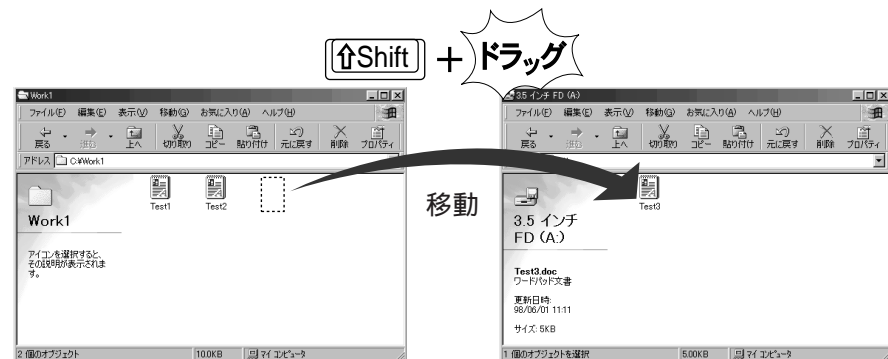 ⇧Shift + ドラッグ
Work1
ファイル(F) 編集(E) 表示(V) 移動(G) お気に入り(A) ヘルプ(H)
戻る 進む 上へ 切り取り コピー 貼り付け 元に戻す 削除 プロパティ
アドレス C:¥Work1
Work1
アイコンを選択すると、
その説明が表示されま
す。
Test1 Test2
2 個のオブジェクト 10.0KB マイ コンピュータ
移動
3.5 インチ FD (A)
ファイル(F) 編集(E) 表示(V) 移動(G) お気に入り(A) ヘルプ(H)
戻る 進む 上へ 切り取り コピー 貼り付け 元に戻す 削除 プロパティ
3.5 インチ
FD (A:)
Test3
Test3.doc
ワードパッド文書
更新日時:
98/06/01 11:11
サイズ: 5KB
1 個のオブジェクトを選択 5.00KB マイ コンピュータ